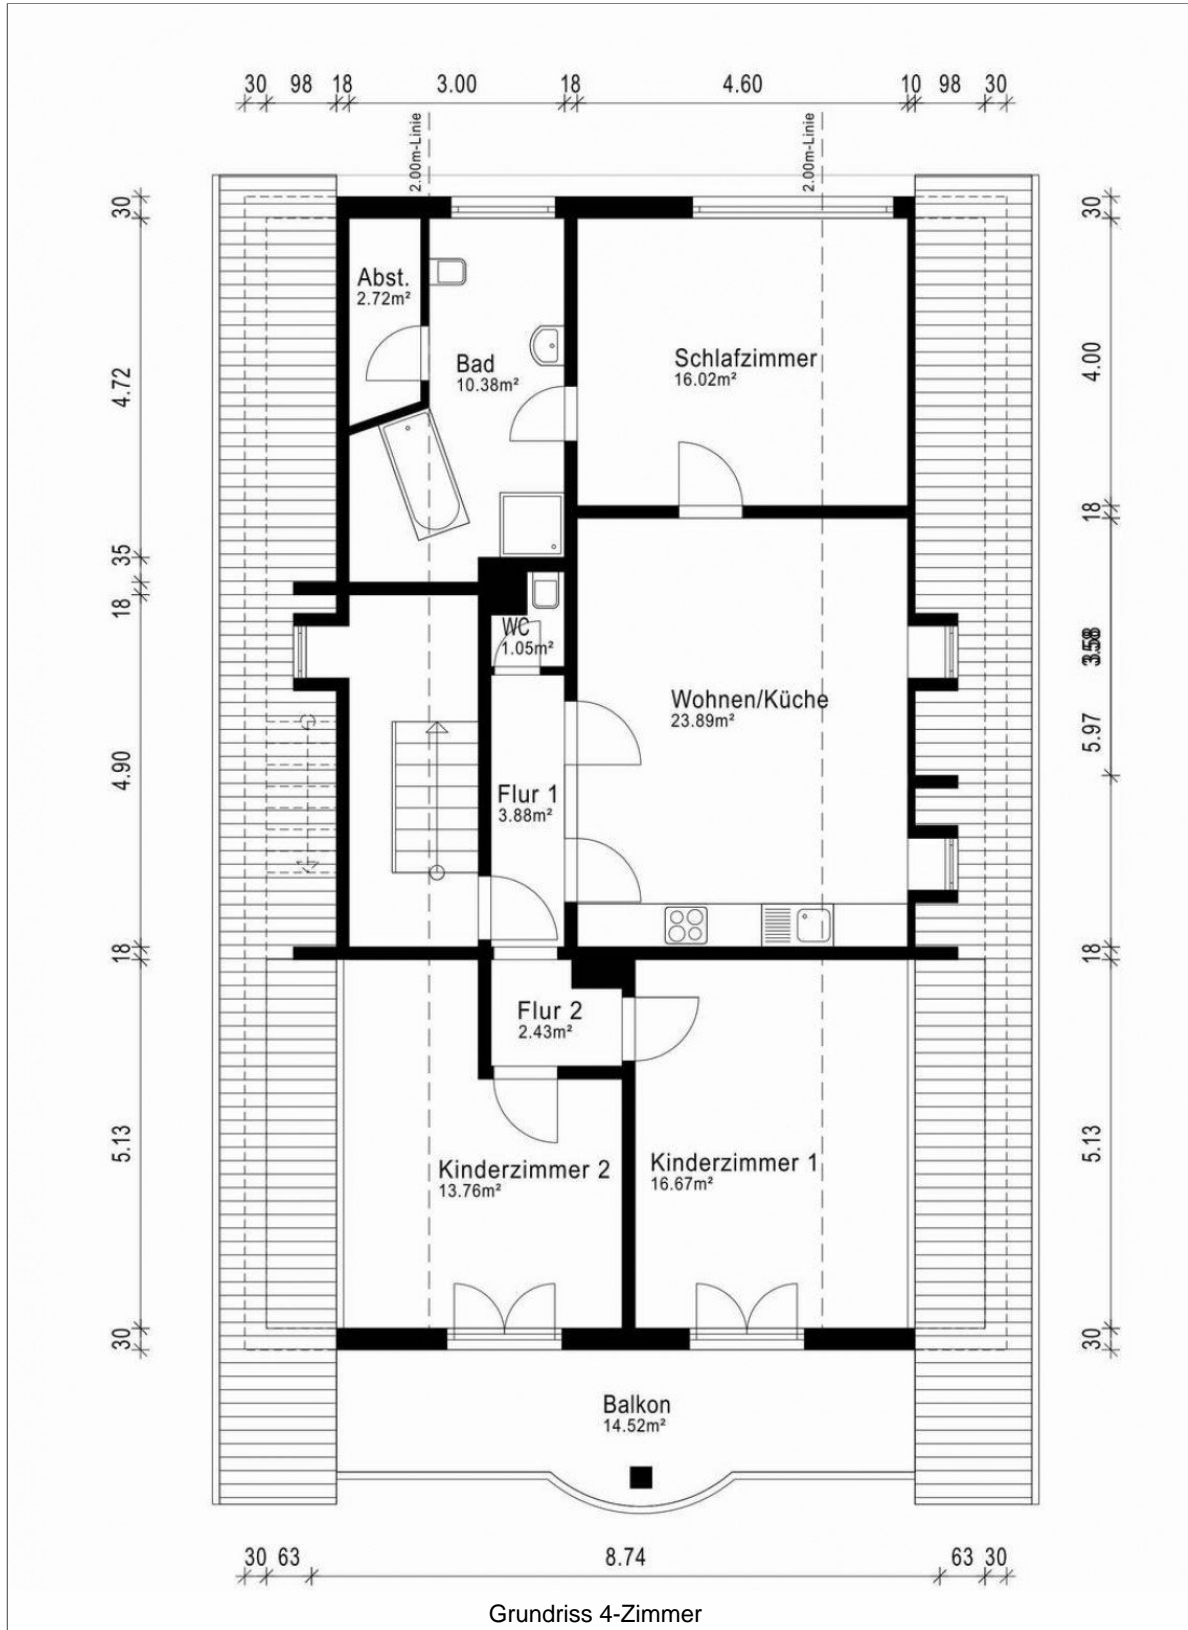 30 98 18 3.00 18 4.60 10 98 30
2.00m-Linie
2.00m-Linie
30
4.72
35
18
4.90
18
5.13
30
30
4.00
18
5.97
18
5.13
30
Abst.
2.72m²
Bad
10.38m²
Schlafzimmer
16.02m²
WC
1.05m²
Wohnen/Küche
23.89m²
Flur 1
3.88m²
Flur 2
2.43m²
Kinderzimmer 2
13.76m²
Kinderzimmer 1
16.67m²
Balkon
14.52m²
30 63 8.74 63 30
Grundriss 4-Zimmer